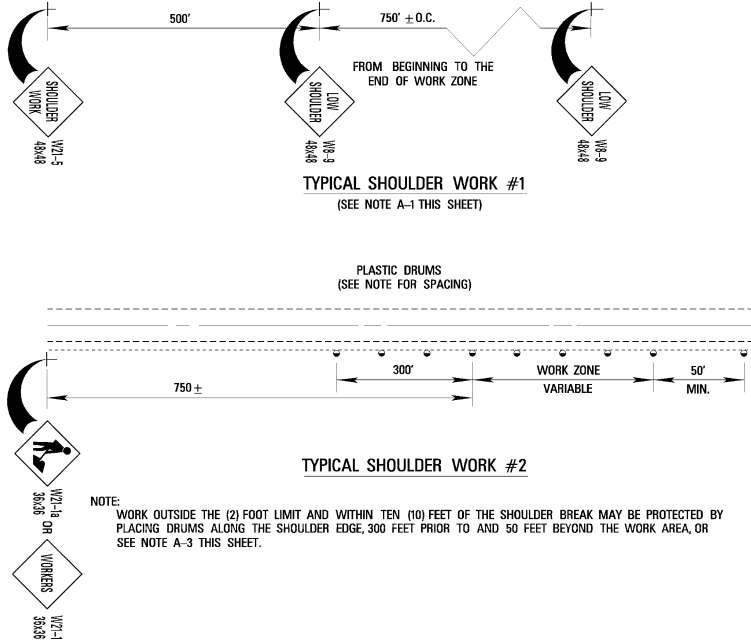 500'
750' ± O.C.
FROM BEGINNING TO THE
END OF WORK ZONE
SHOULDER
WORK
W21-5
48x48
LOW
SHOULDER
W8-9
48x48
LOW
SHOULDER
W8-9
48x48
TYPICAL SHOULDER WORK #1
(SEE NOTE A-1 THIS SHEET)
PLASTIC DRUMS
(SEE NOTE FOR SPACING)
300'
WORK ZONE
VARIABLE
50'
MIN.
750 ±
W21-1a
36x36
OR
WORKERS
W21-1
36x36
TYPICAL SHOULDER WORK #2
NOTE:
WORK OUTSIDE THE (2) FOOT LIMIT AND WITHIN TEN (10) FEET OF THE SHOULDER BREAK MAY BE PROTECTED BY
PLACING DRUMS ALONG THE SHOULDER EDGE, 300 FEET PRIOR TO AND 50 FEET BEYOND THE WORK AREA, OR
SEE NOTE A-3 THIS SHEET.